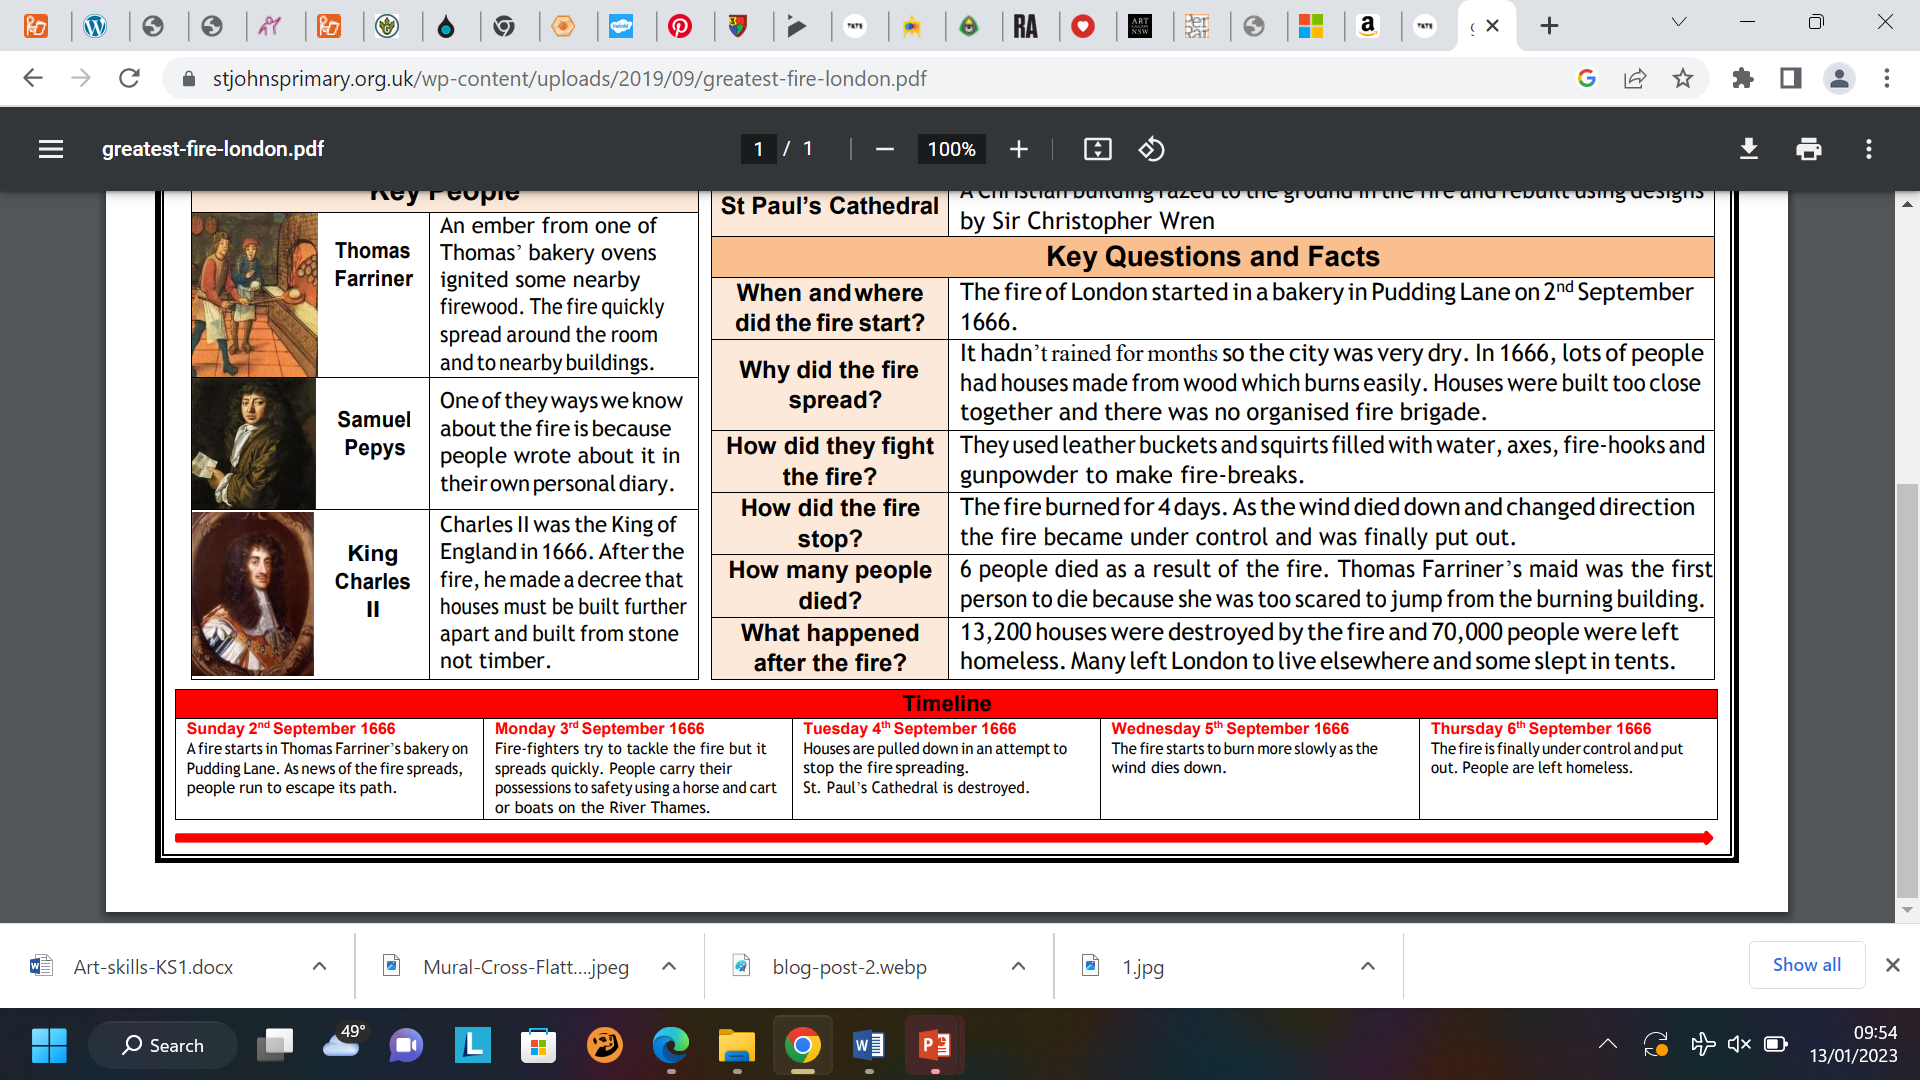 stjohnsprimary.org.uk/wp-content/uploads/2019/09/greatest-fire-london.pdf
greatest-fire-london.pdf
1 / 1
100%
Key People
Thomas
Farriner
An ember from one of
Thomas’ bakery ovens
ignited some nearby
firewood. The fire quickly
spread around the room
and to nearby buildings.
Samuel
Pepys
One of they ways we know
about the fire is because
people wrote about it in
their own personal diary.
King
Charles
II
Charles II was the King of
England in 1666. After the
fire, he made a decree that
houses must be built further
apart and built from stone
not timber.
St Paul’s Cathedral
A Christian building razed to the ground in the fire and rebuilt using designs
by Sir Christopher Wren
Key Questions and Facts
When and where
did the fire start?
The fire of London started in a bakery in Pudding Lane on 2nd September
1666.
Why did the fire
spread?
It hadn’t rained for months so the city was very dry. In 1666, lots of people
had houses made from wood which burns easily. Houses were built too close
together and there was no organised fire brigade.
How did they fight
the fire?
They used leather buckets and squirts filled with water, axes, fire-hooks and
gunpowder to make fire-breaks.
How did the fire
stop?
The fire burned for 4 days. As the wind died down and changed direction
the fire became under control and was finally put out.
How many people
died?
6 people died as a result of the fire. Thomas Farriner’s maid was the first
person to die because she was too scared to jump from the burning building.
What happened
after the fire?
13,200 houses were destroyed by the fire and 70,000 people were left
homeless. Many left London to live elsewhere and some slept in tents.
Timeline
Sunday 2nd September 1666
A fire starts in Thomas Farriner’s bakery on
Pudding Lane. As news of the fire spreads,
people run to escape its path.
Monday 3rd September 1666
Fire-fighters try to tackle the fire but it
spreads quickly. People carry their
possessions to safety using a horse and cart
or boats on the River Thames.
Tuesday 4th September 1666
Houses are pulled down in an attempt to
stop the fire spreading.
St. Paul’s Cathedral is destroyed.
Wednesday 5th September 1666
The fire starts to burn more slowly as the
wind dies down.
Thursday 6th September 1666
The fire is finally under control and put
out. People are left homeless.
Art-skills-KS1.docx
Mural-Cross-Flatt....jpeg
blog-post-2.webp
1.jpg
Show all
Search
49°
09:54
13/01/2023